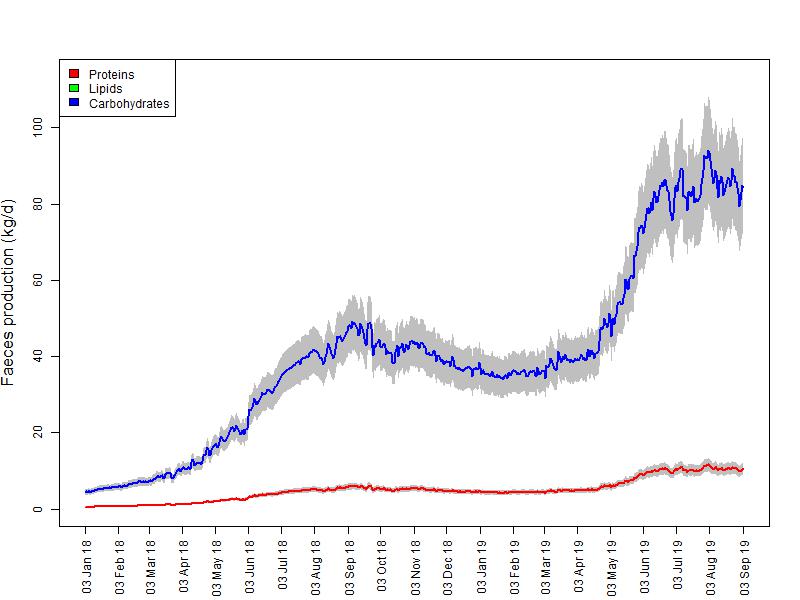 Proteins
Lipids
Carbohydrates
Faeces production (kg/d)
100
80
60
40
20
0
03 Jan 18
03 Feb 18
03 Mar 18
03 Apr 18
03 May 18
03 Jun 18
03 Jul 18
03 Aug 18
03 Sep 18
03 Oct 18
03 Nov 18
03 Dec 18
03 Jan 19
03 Feb 19
03 Mar 19
03 Apr 19
03 May 19
03 Jun 19
03 Jul 19
03 Aug 19
03 Sep 19